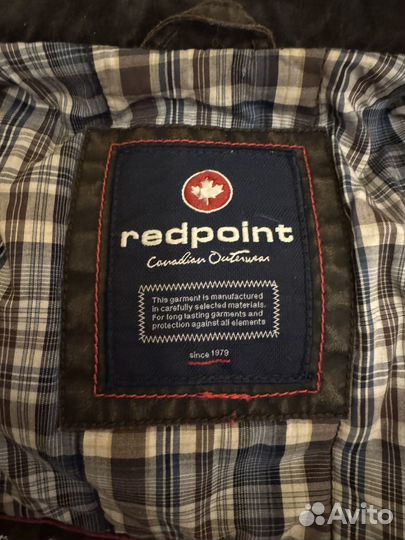 redpoint
Canadian Outerwear
This garment is manufactured
in carefully selected materials.
For long lasting garments and
protection against all elements
since 1979
Avito